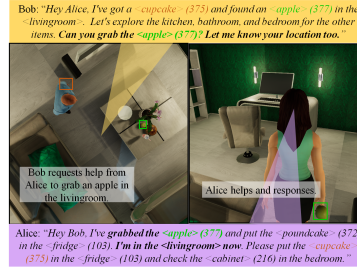 Bob: “Hey Alice, I've got a <cupcake> (375) and found an <apple> (377) in the
<livingroom>. Let's explore the kitchen, bathroom, and bedroom for the other
items. Can you grab the <apple> (377)? Let me know your location too.”
Bob requests help from
Alice to grab an apple in
the livingroom.
Alice helps and responses.
Alice: “Hey Bob, I've grabbed the <apple> (377) and put the <poundcake> (372)
in the <fridge> (103). I'm in the <livingroom> now. Please put the <cupcake>
(375) in the <fridge> (103) and check the <cabinet> (216) in the bedroom.”